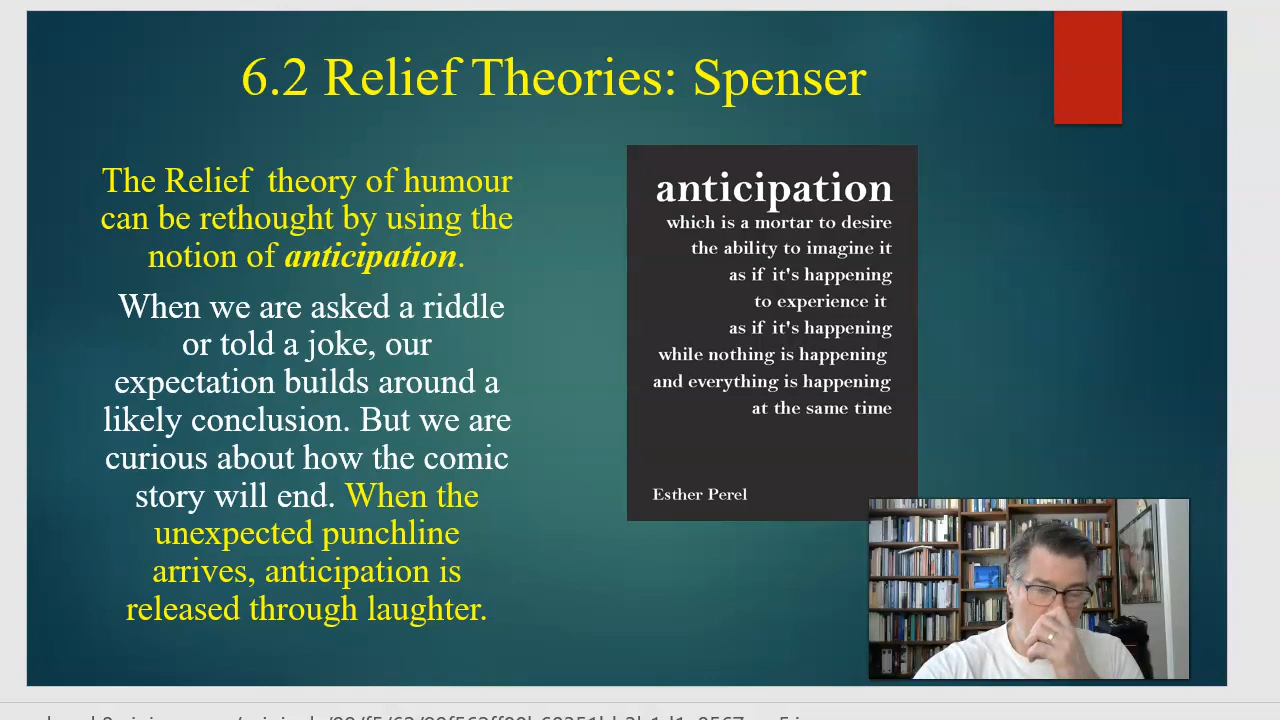 6.2 Relief Theories: Spenser
The Relief theory of humour
can be rethought by using the
notion of anticipation.
When we are asked a riddle
or told a joke, our
expectation builds around a
likely conclusion. But we are
curious about how the comic
story will end. When the
unexpected punchline
arrives, anticipation is
released through laughter.
anticipation
which is a mortar to desire
the ability to imagine it
as if it's happening
to experience it
as if it's happening
while nothing is happening
and everything is happening
at the same time
Esther Perel